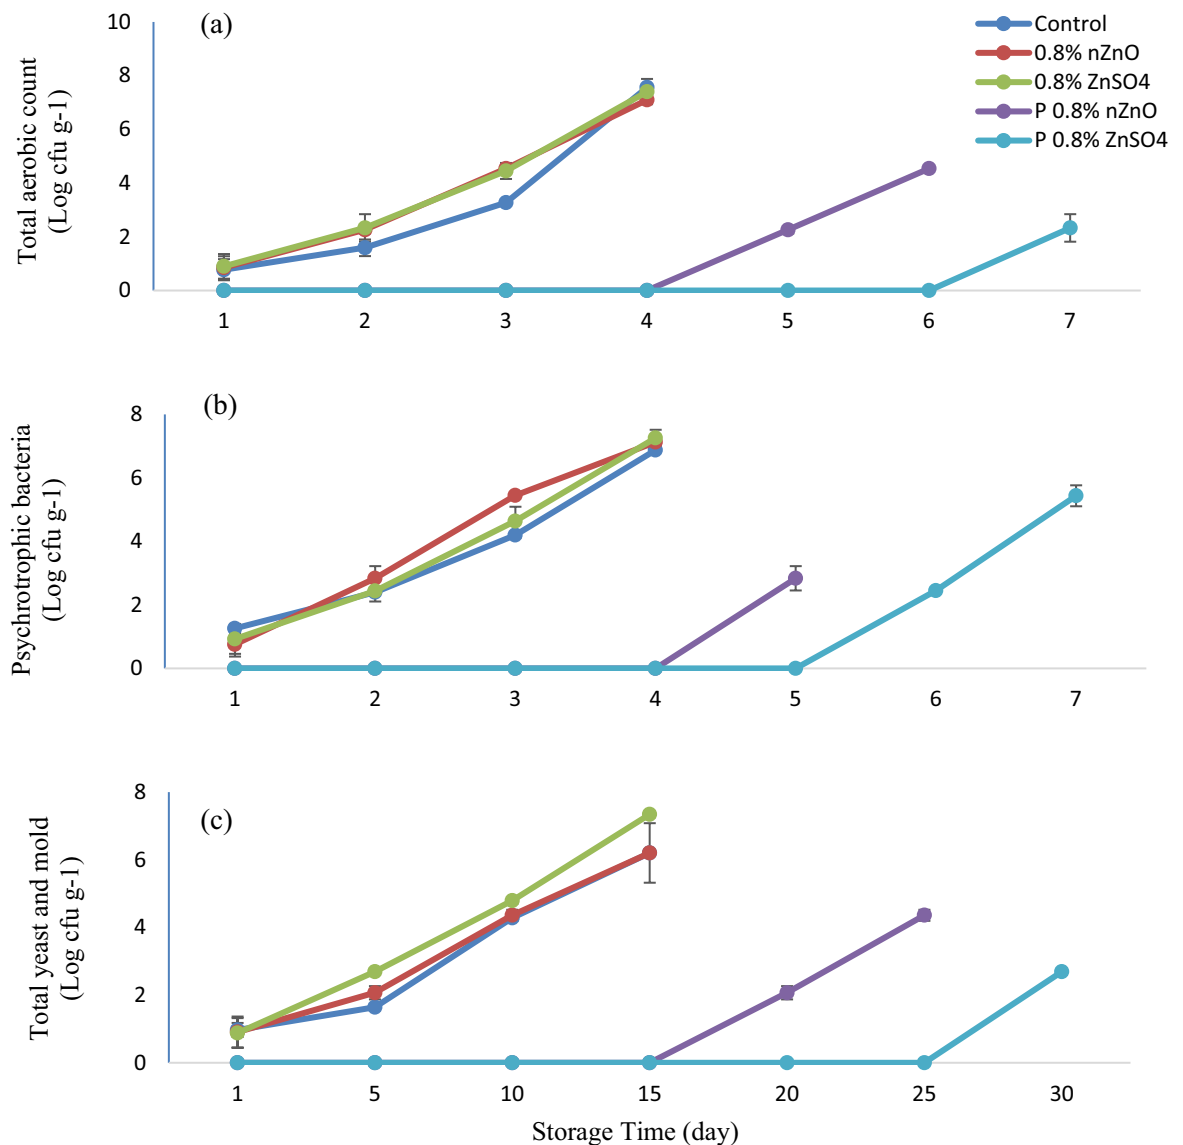 (a)
Total aerobic count
(Log cfu g-1)
10
8
6
4
2
0
1 2 3 4 5 6 7
Control
0.8% nZnO
0.8% ZnSO4
P 0.8% nZnO
P 0.8% ZnSO4
(b)
Psychrotrophic bacteria
(Log cfu g-1)
8
6
4
2
0
1 2 3 4 5 6 7
(c)
Total yeast and mold
(Log cfu g-1)
8
6
4
2
0
1 5 10 15 20 25 30
Storage Time (day)